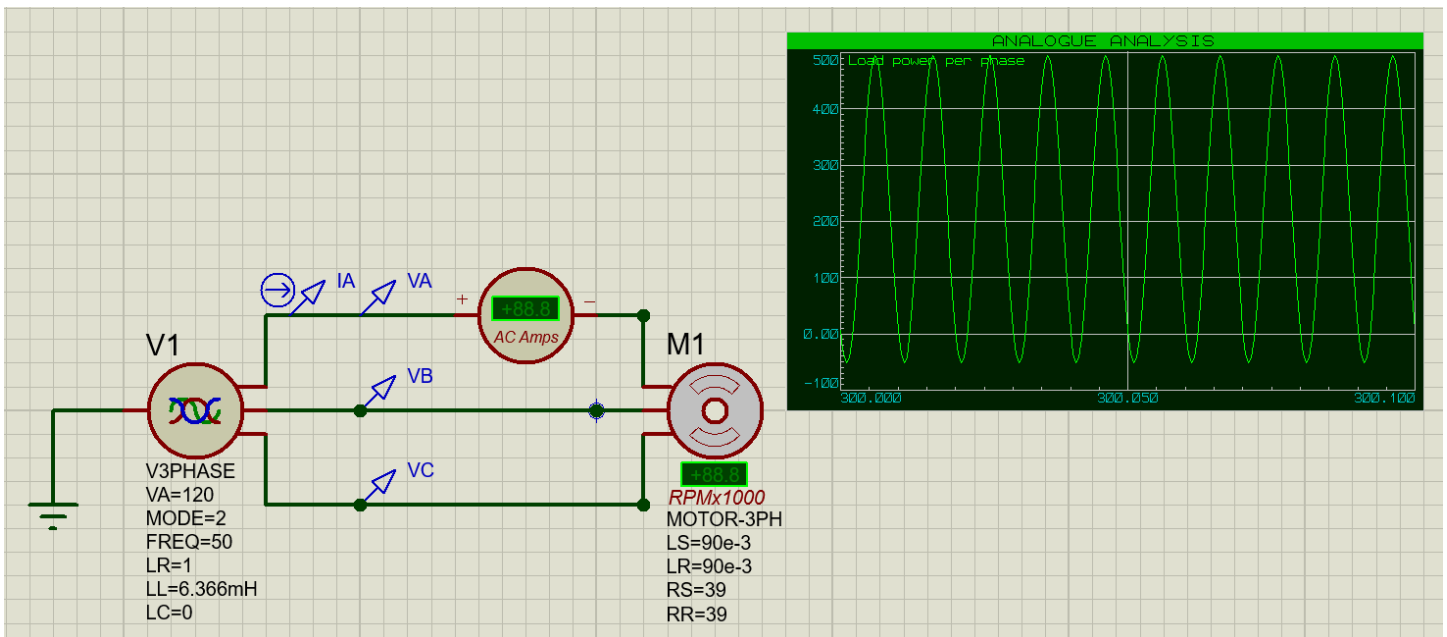 ANALOGUE ANALYSIS
500
Load power per phase
400
300
200
100
0.00
-100
300.000
300.050
300.100
IA
VA
+
+88.8
−
AC Amps
V1
M1
VB
VC
V3PHASE
VA=120
MODE=2
FREQ=50
LR=1
LL=6.366mH
LC=0
+88.8
RPMx1000
MOTOR-3PH
LS=90e-3
LR=90e-3
RS=39
RR=39